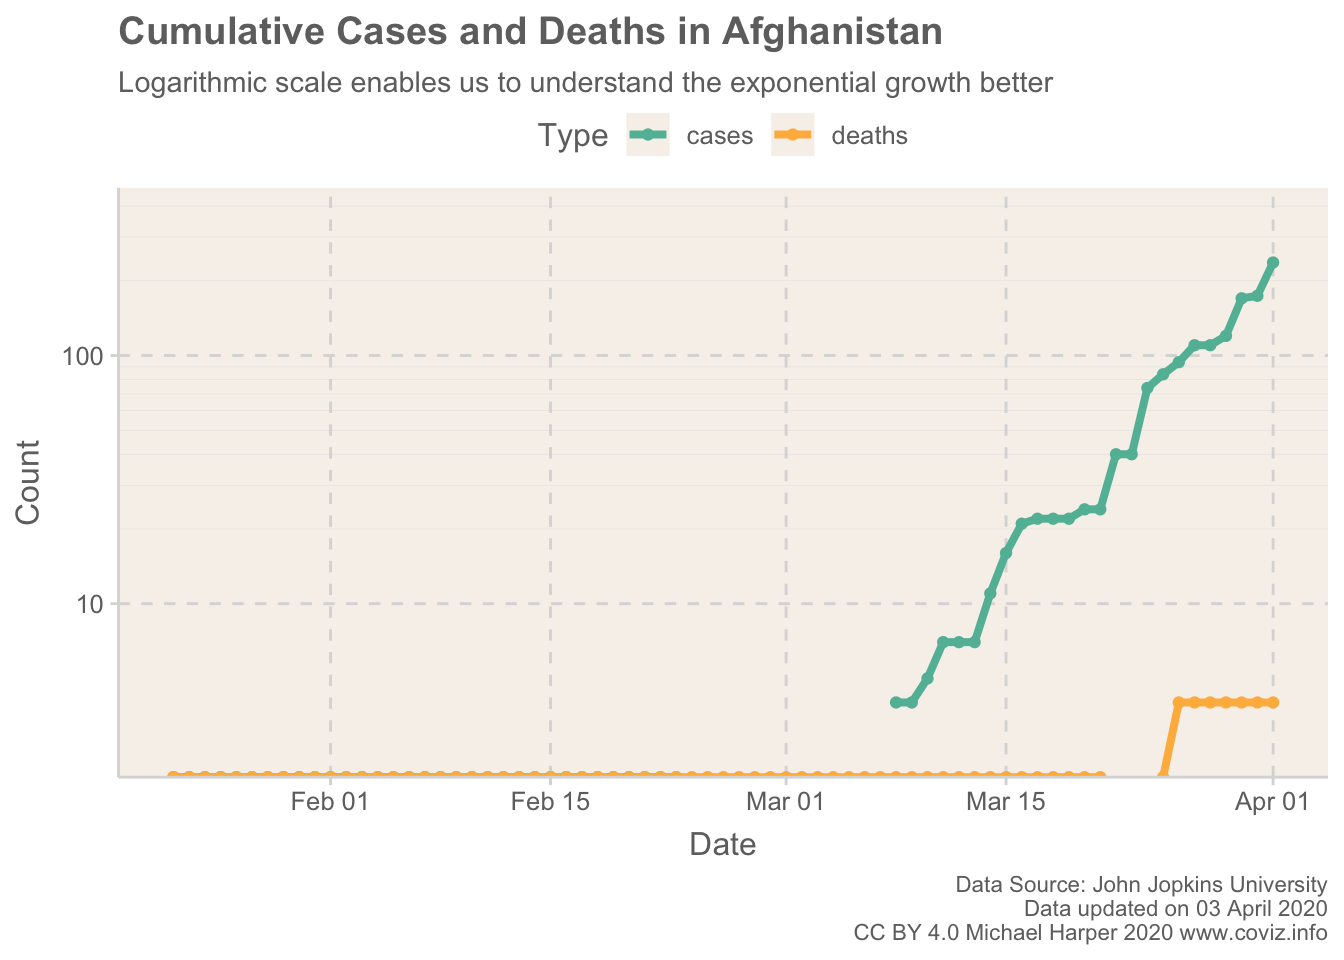 Cumulative Cases and Deaths in Afghanistan
Logarithmic scale enables us to understand the exponential growth better
Type cases deaths
Count
100
10
Feb 01 Feb 15 Mar 01 Mar 15 Apr 01
Date
Data Source: John Jopkins University
Data updated on 03 April 2020
CC BY 4.0 Michael Harper 2020 www.coviz.info